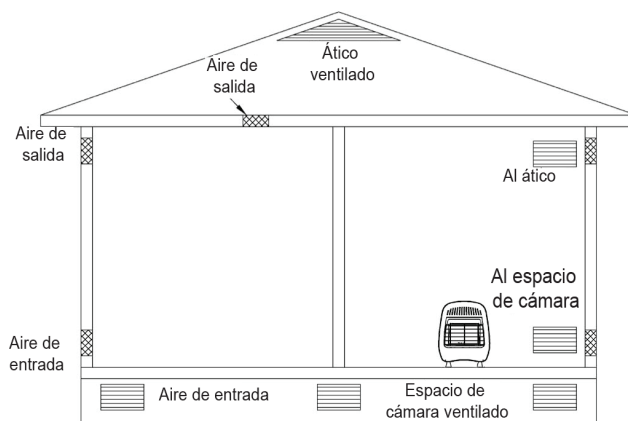 Ático
ventilado
Aire de
salida
Aire de
salida
Al ático
Al espacio
de cámara
Aire de
entrada
Aire de entrada
Espacio de
cámara ventilado